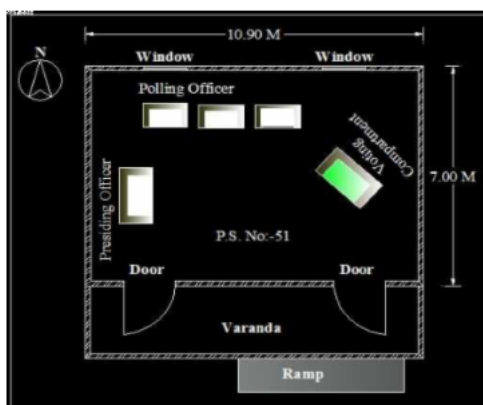 10.90 M
N
Window
Window
Polling Officer
Voting
Compartment
7.00 M
Presiding Officer
P.S. No:-51
Door
Door
Varanda
Ramp